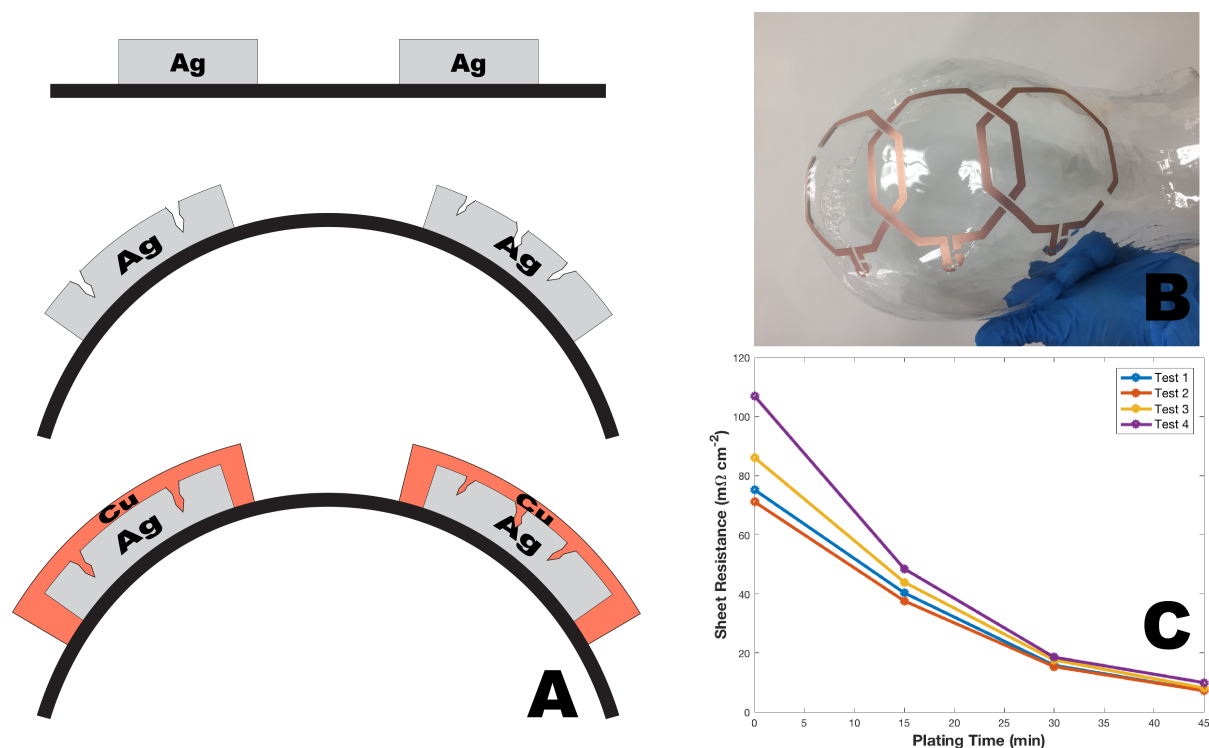 Ag
Ag
Ag
Ag
Cu
Ag
Cu
Ag
A
B
Test 1
Test 2
Test 3
Test 4
120
100
80
60
40
20
0
Sheet Resistance (mΩ cm⁻²)
C
0
5
10
15
20
25
30
35
40
45
Plating Time (min)